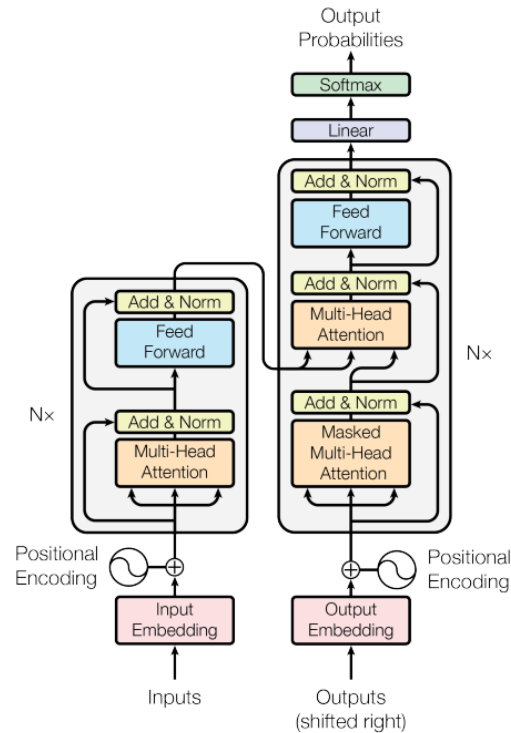 Output
Probabilities
Softmax
Linear
Add & Norm
Feed
Forward
Add & Norm
Multi-Head
Attention
Add & Norm
Masked
Multi-Head
Attention
N×
Add & Norm
Feed
Forward
Add & Norm
Multi-Head
Attention
N×
Positional
Encoding
Input
Embedding
Inputs
Positional
Encoding
Output
Embedding
Outputs
(shifted right)